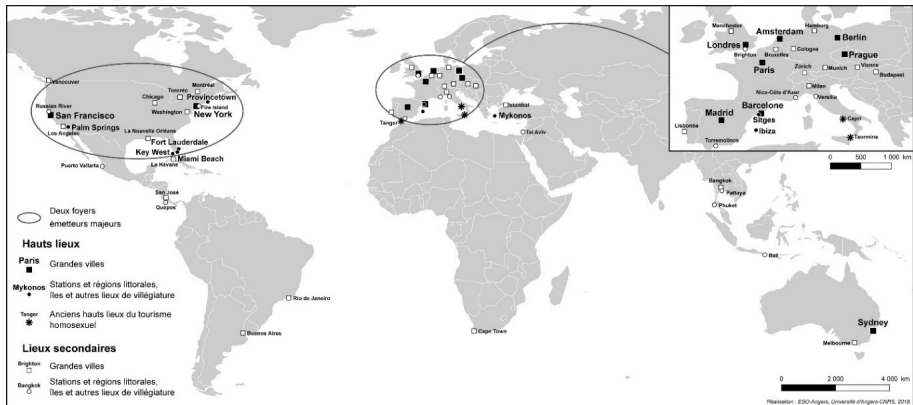 Vancouver
Montréal
Toronto
Provincetown
Chicago
Fire Island
Washington
New York
Russian River
San Francisco
Palm Springs
Los Angeles
La Nouvelle Orléans
Fort Lauderdale
Key West
Miami Beach
La Havane
Puerto Vallarta
San José
Quepos
Rio de Janeiro
Buenos Aires
Tanger
Istanbul
Mykonos
Tel Aviv
Cape Town
Bangkok
Pattaya
Phuket
Bali
Sydney
Melbourne
Manchester
Hamburg
Amsterdam
Berlin
Londres
Brighton
Bruxelles
Cologne
Prague
Paris
Zürich
Munich
Vienne
Budapest
Milan
Nice-Côte d'Azur
Versilia
Barcelone
Sitges
Madrid
Ibiza
Capri
Taormina
Lisbonne
Torremolinos
0 500 1 000 km
Deux foyers
émetteurs majeurs
Hauts lieux
Paris
Grandes villes
Mykonos
Stations et régions littorales,
îles et autres lieux de villégiature
Tanger
Anciens hauts lieux du tourisme
homosexuel
Lieux secondaires
Brighton
Grandes villes
Bangkok
Stations et régions littorales,
îles et autres lieux de villégiature
0 2 000 4 000 km
Réalisation : ESO-Angers, Université d'Angers-CNRS, 2018